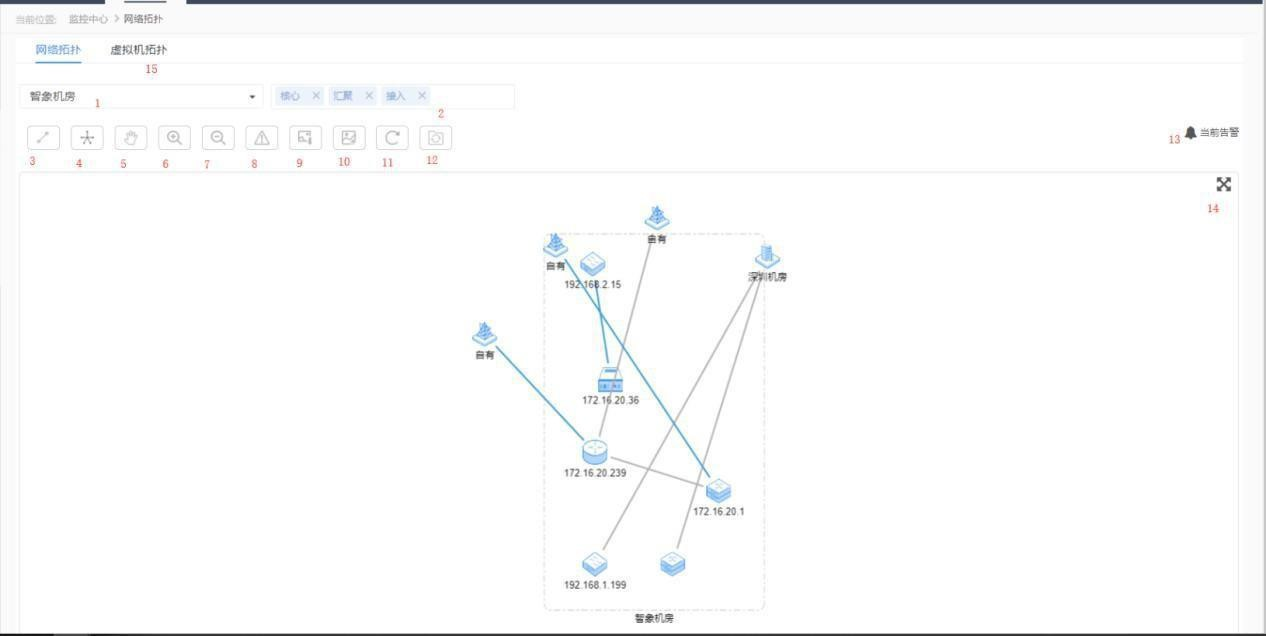 当前位置: 监控中心 > 网络拓扑
网络拓扑 虚拟机拓扑
15
智象机房 1 核心 × 汇聚 × 接入 × 2
3 4 5 6 7 8 9 10 11 12 13 当前告警
14
自有
自有
192.168.2.15
深圳机房
自有
172.16.20.36
172.16.20.239
172.16.20.1
192.168.1.199
智象机房